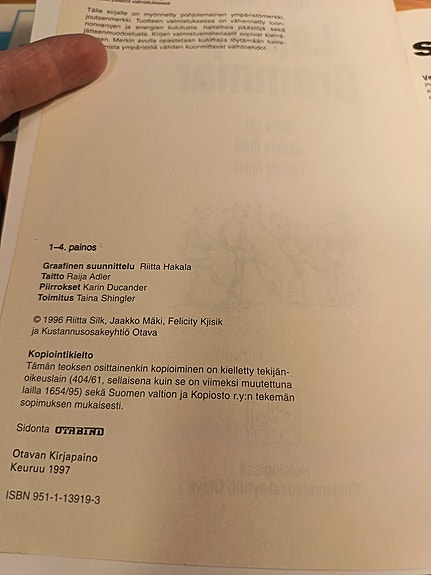 Tälle kirjalle on myönnetty pohjoismainen ympäristömerkki,
Joutsenmerkki. Tuotteen valmistuksessa on vähennetty luon-
nonvarojen ja energian kulutusta, haitallisia päästöjä sekä
jätteenmuodostusta. Kirjan valmistusmateriaalit sopivat kierrä-
Merkin avulla opastetaan kuluttajia löytämään tuote-
ympäristöä vähiten kuormittavat vaihtoehdot.
1–4. painos
Graafinen suunnittelu Riitta Hakala
Taitto Raija Adler
Piirrokset Karin Ducander
Toimitus Taina Shingler
© 1996 Riitta Silk, Jaakko Mäki, Felicity Kjisik
ja Kustannusosakeyhtiö Otava
Kopiointikielto
Tämän teoksen osittainenkin kopioiminen on kielletty tekijän-
oikeuslain (404/61, sellaisena kuin se on viimeksi muutettuna
lailla 1654/95) sekä Suomen valtion ja Kopiosto r.y:n tekemän
sopimuksen mukaisesti.
Sidonta OTABIND
Otavan Kirjapaino
Keuruu 1997
ISBN 951-1-13919-3